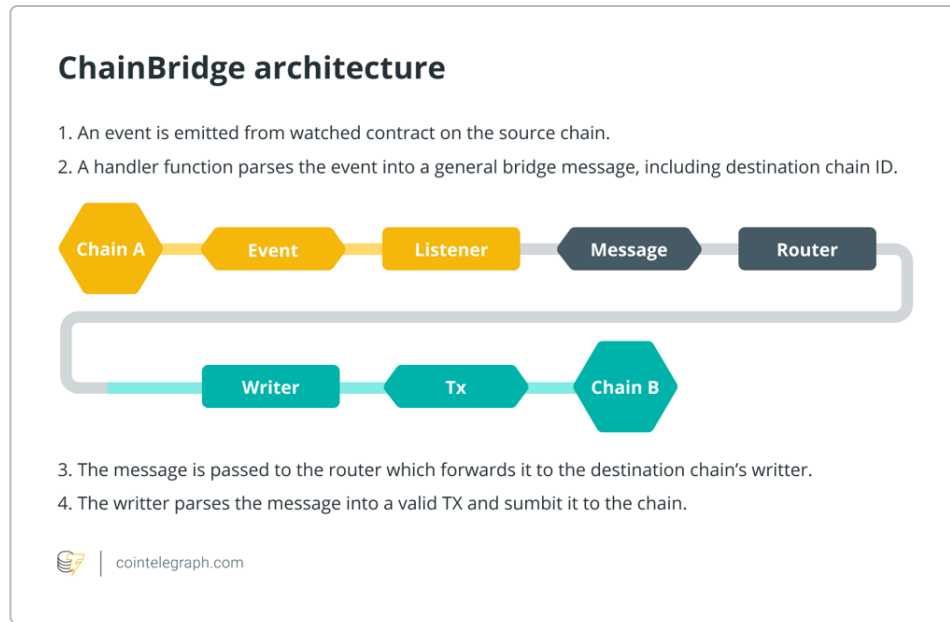 ChainBridge architecture
1. An event is emitted from watched contract on the source chain.
2. A handler function parses the event into a general bridge message, including destination chain ID.
Chain A
Event
Listener
Message
Router
Writer
Tx
Chain B
3. The message is passed to the router which forwards it to the destination chain’s writter.
4. The writter parses the message into a valid TX and sumbit it to the chain.
cointelegraph.com